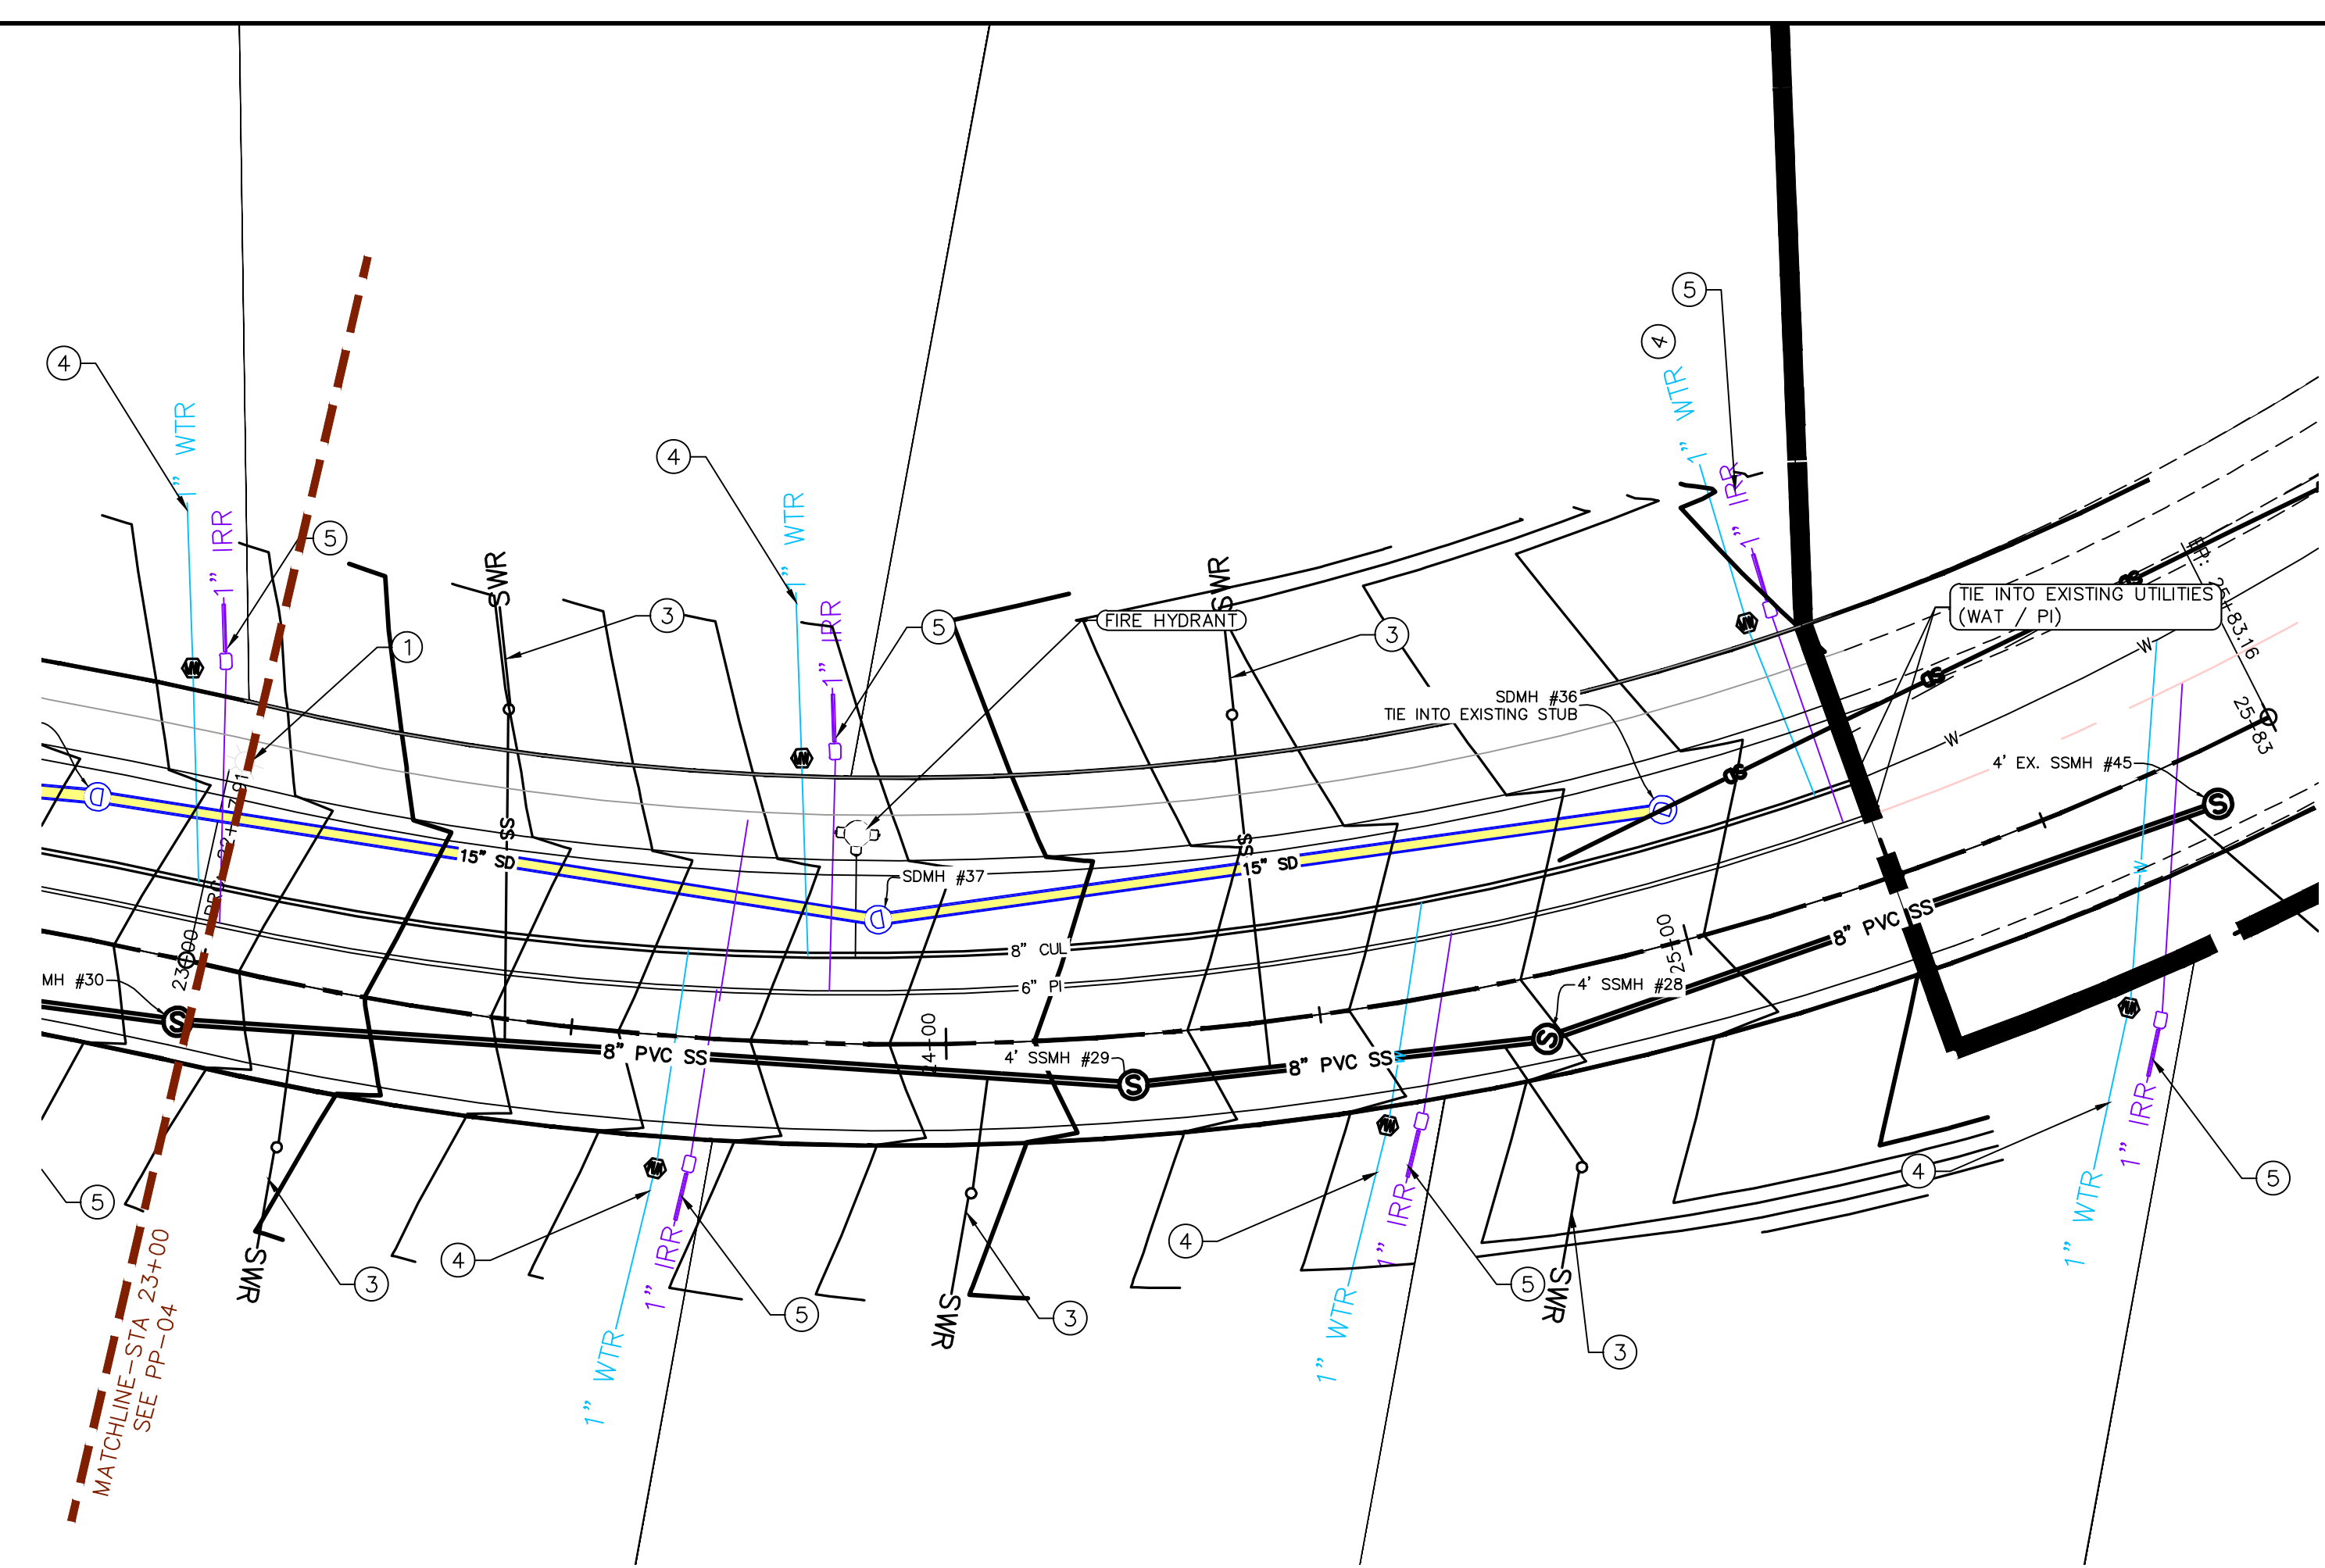 5
4
4
4
1" WTR
1" WTR
1" WTR
1" IRR
1" IRR
1" IRR
5
SWR
SWR
3
1
5
FIRE HYDRANT
3
TIE INTO EXISTING UTILITIES
(WAT / PI)
EP: 25+83.16
25+83
SDMH #36
TIE INTO EXISTING STUB
SD
SD
SD
W
W
W
4' EX. SSMH #45
S
D
D
D
SS
SS
15" SD
15" SD
SDMH #37
8" CUL
6" PI
23+00
24+00
25+00
MH #30
S
8" PVC SS
8" PVC SS
8" PVC SS
4' SSMH #29
S
4' SSMH #28
S
W
5
3
SWR
4
1" WTR
1" IRR
5
SWR
3
4
1" WTR
1" IRR
5
SWR
3
4
1" WTR
1" IRR
5
MATCHLINE-STA 23+00
SEE PP-04